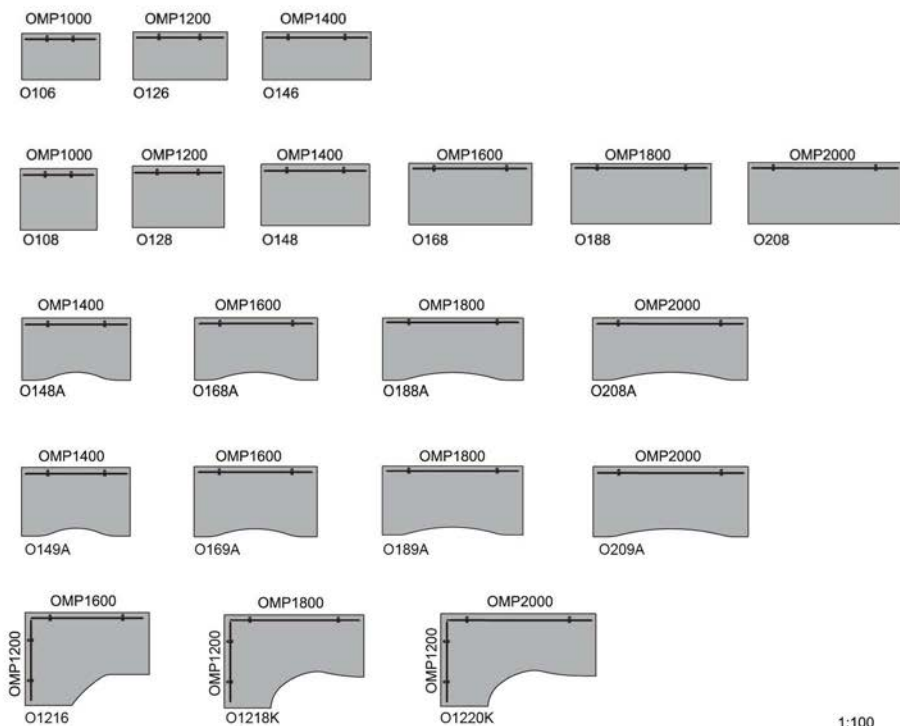 OMP1000 OMP1200 OMP1400
O106 O126 O146
OMP1000 OMP1200 OMP1400 OMP1600 OMP1800 OMP2000
O108 O128 O148 O168 O188 O208
OMP1400 OMP1600 OMP1800 OMP2000
O148A O168A O188A O208A
OMP1400 OMP1600 OMP1800 OMP2000
O149A O169A O189A O209A
OMP1600 OMP1800 OMP2000
OMP1200 OMP1200 OMP1200
O1216 O1218K O1220K
1:100